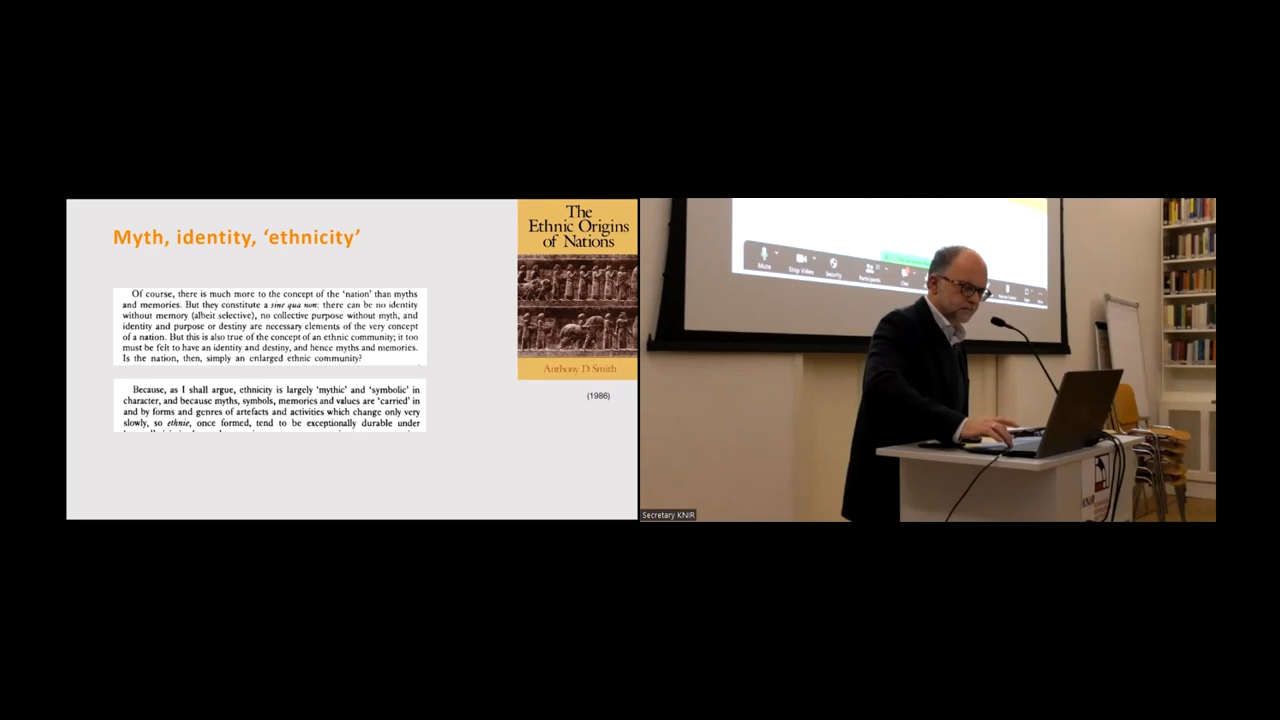 Myth, identity, ‘ethnicity’
Of course, there is much more to the concept of the ‘nation’ than myths
and memories. But they constitute a sine qua non: there can be no identity
without memory (albeit selective), no collective purpose without myth, and
identity and purpose or destiny are necessary elements of the very concept
of a nation. But this is also true of the concept of an ethnic community; it too
must be felt to have an identity and destiny, and hence myths and memories.
Is the nation, then, simply an enlarged ethnic community?
Because, as I shall argue, ethnicity is largely ‘mythic’ and ‘symbolic’ in
character, and because myths, symbols, memories and values are ‘carried’ in
and by forms and genres of artefacts and activities which change only very
slowly, so ethnie, once formed, tend to be exceptionally durable under
The
Ethnic Origins
of Nations
Anthony D. Smith
(1986)
Mute
Stop Video
Security
Participants
Chat
KNIR
Secretary KNIR